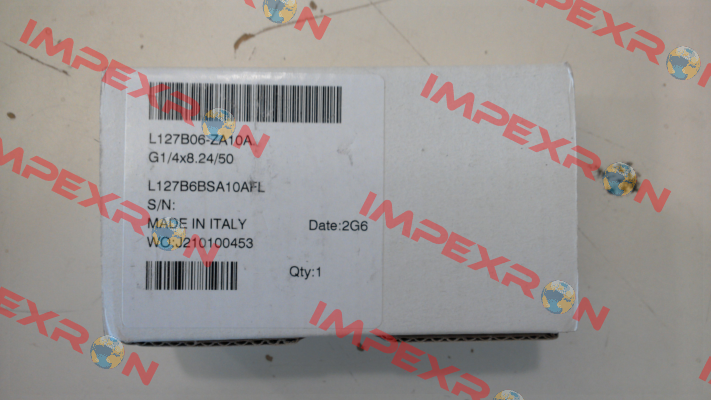 L127B06-ZA10A
G1/4x8.24/50
L127B6BSA10AFL
S/N:
MADE IN ITALY
Date:2G6
WO:J210100453
Qty:1
IMPEXRON
IMPEXRON
IMPEXRON
IMPEXRON
IMPEXRON
IMPEXRON